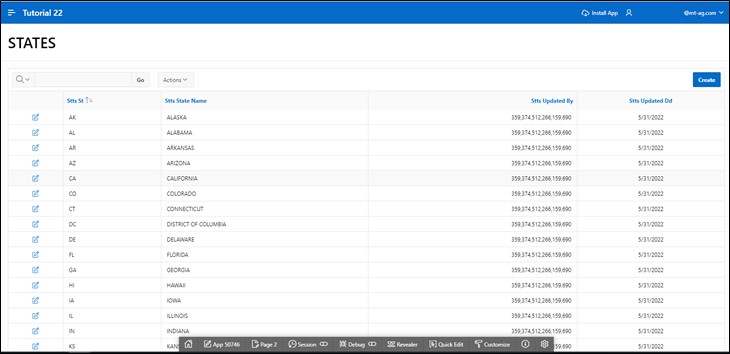 Tutorial 22 Install App @mt-ag.com
STATES
Go Actions Create
Stts St Stts State Name Stts Updated By Stts Updated Dd
AK ALASKA 359,374,512,266,159,690 5/31/2022
AL ALABAMA 359,374,512,266,159,690 5/31/2022
AR ARKANSAS 359,374,512,266,159,690 5/31/2022
AZ ARIZONA 359,374,512,266,159,690 5/31/2022
CA CALIFORNIA 359,374,512,266,159,690 5/31/2022
CO COLORADO 359,374,512,266,159,690 5/31/2022
CT CONNECTICUT 359,374,512,266,159,690 5/31/2022
DC DISTRICT OF COLUMBIA 359,374,512,266,159,690 5/31/2022
DE DELAWARE 359,374,512,266,159,690 5/31/2022
FL FLORIDA 359,374,512,266,159,690 5/31/2022
GA GEORGIA 359,374,512,266,159,690 5/31/2022
HI HAWAII 359,374,512,266,159,690 5/31/2022
IA IOWA 359,374,512,266,159,690 5/31/2022
IL ILLINOIS 359,374,512,266,159,690 5/31/2022
IN INDIANA 359,374,512,266,159,690 5/31/2022
KS KANS 359,374,512,266,159,690 5/31/2022
App 50746 Page 2 Session Debug Revealer Quick Edit Customize